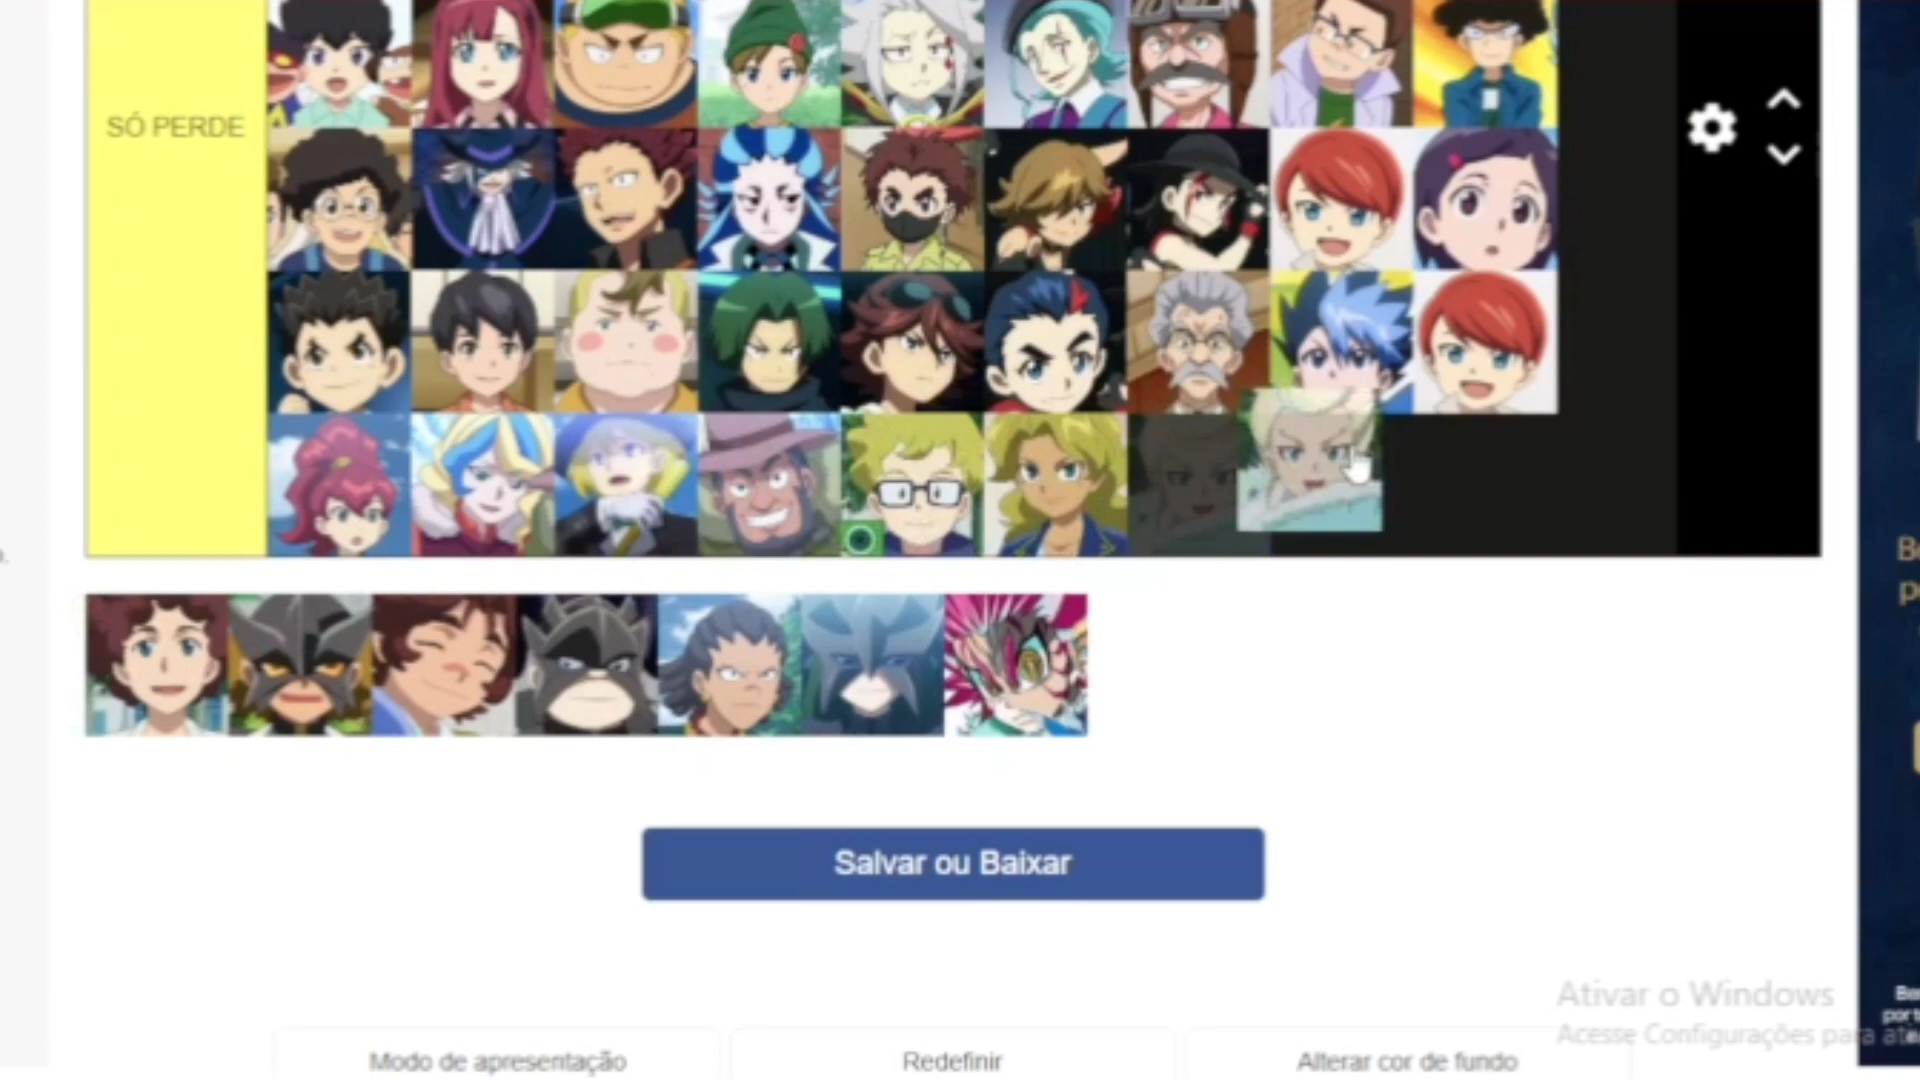 SÓ PERDE
Salvar ou Baixar
Ativar o Windows
Acesse Configurações para
Modo de apresentação
Redefinir
Alterar cor de fundo